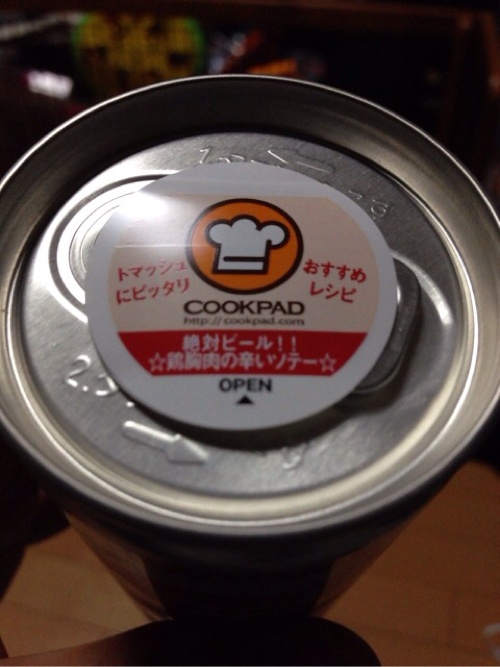 トマッシュ
にピッタリ
おすすめ
レシピ
COOKPAD
http://cookpad.com
絶対ビール！！
☆鶏胸肉の辛いソテー☆
OPEN